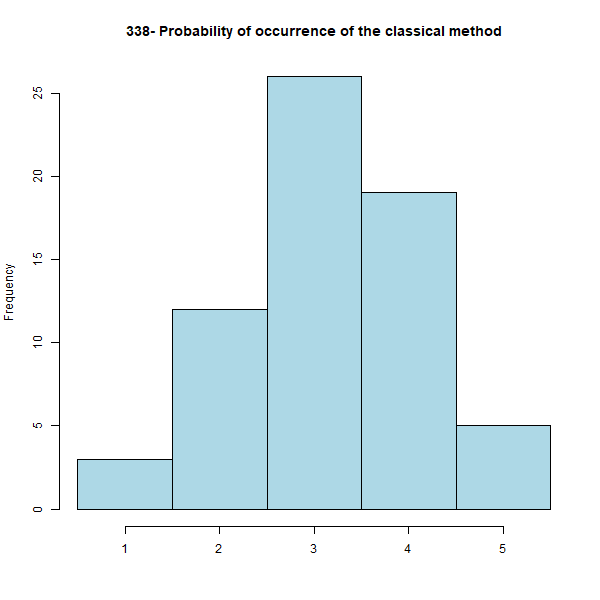 338- Probability of occurrence of the classical method
Frequency
25
20
15
10
5
0
1 2 3 4 5